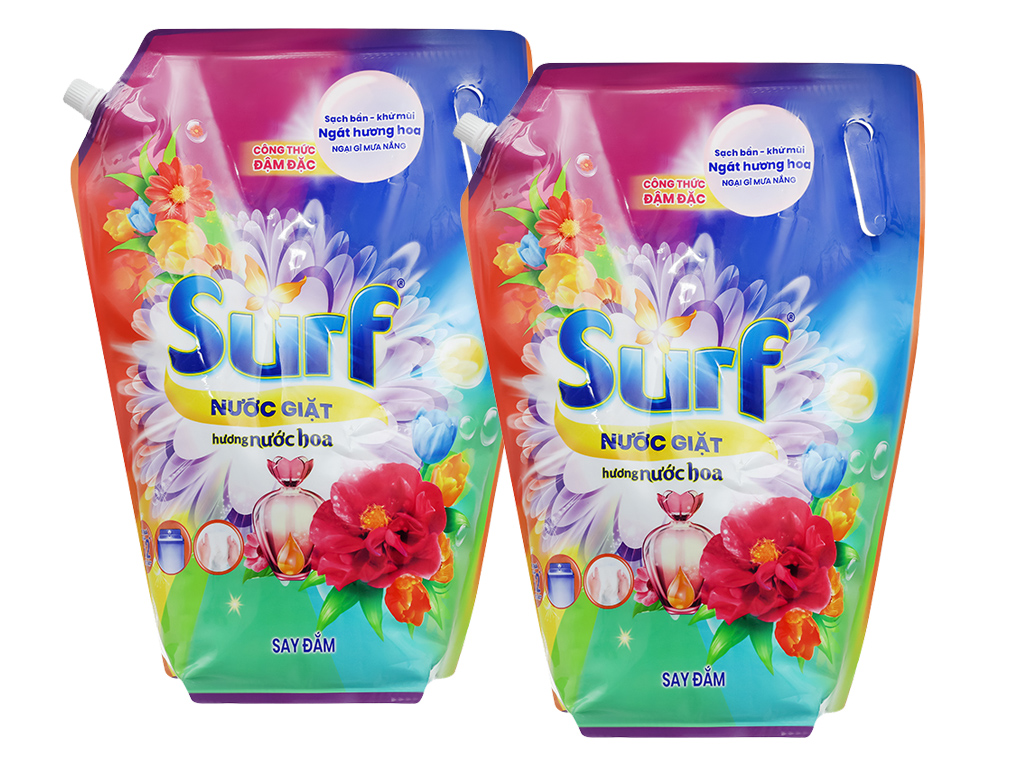 Sạch bẩn - khử mùi
Ngát hương hoa
NGẠI GÌ MƯA NẮNG
CÔNG THỨC
ĐẬM ĐẶC
Surf®
NƯỚC GIẶT
hương nước hoa
SAY ĐẮM
Sạch bẩn - khử mùi
Ngát hương hoa
NGẠI GÌ MƯA NẮNG
CÔNG THỨC
ĐẬM ĐẶC
Surf®
NƯỚC GIẶT
hương nước hoa
SAY ĐẮM